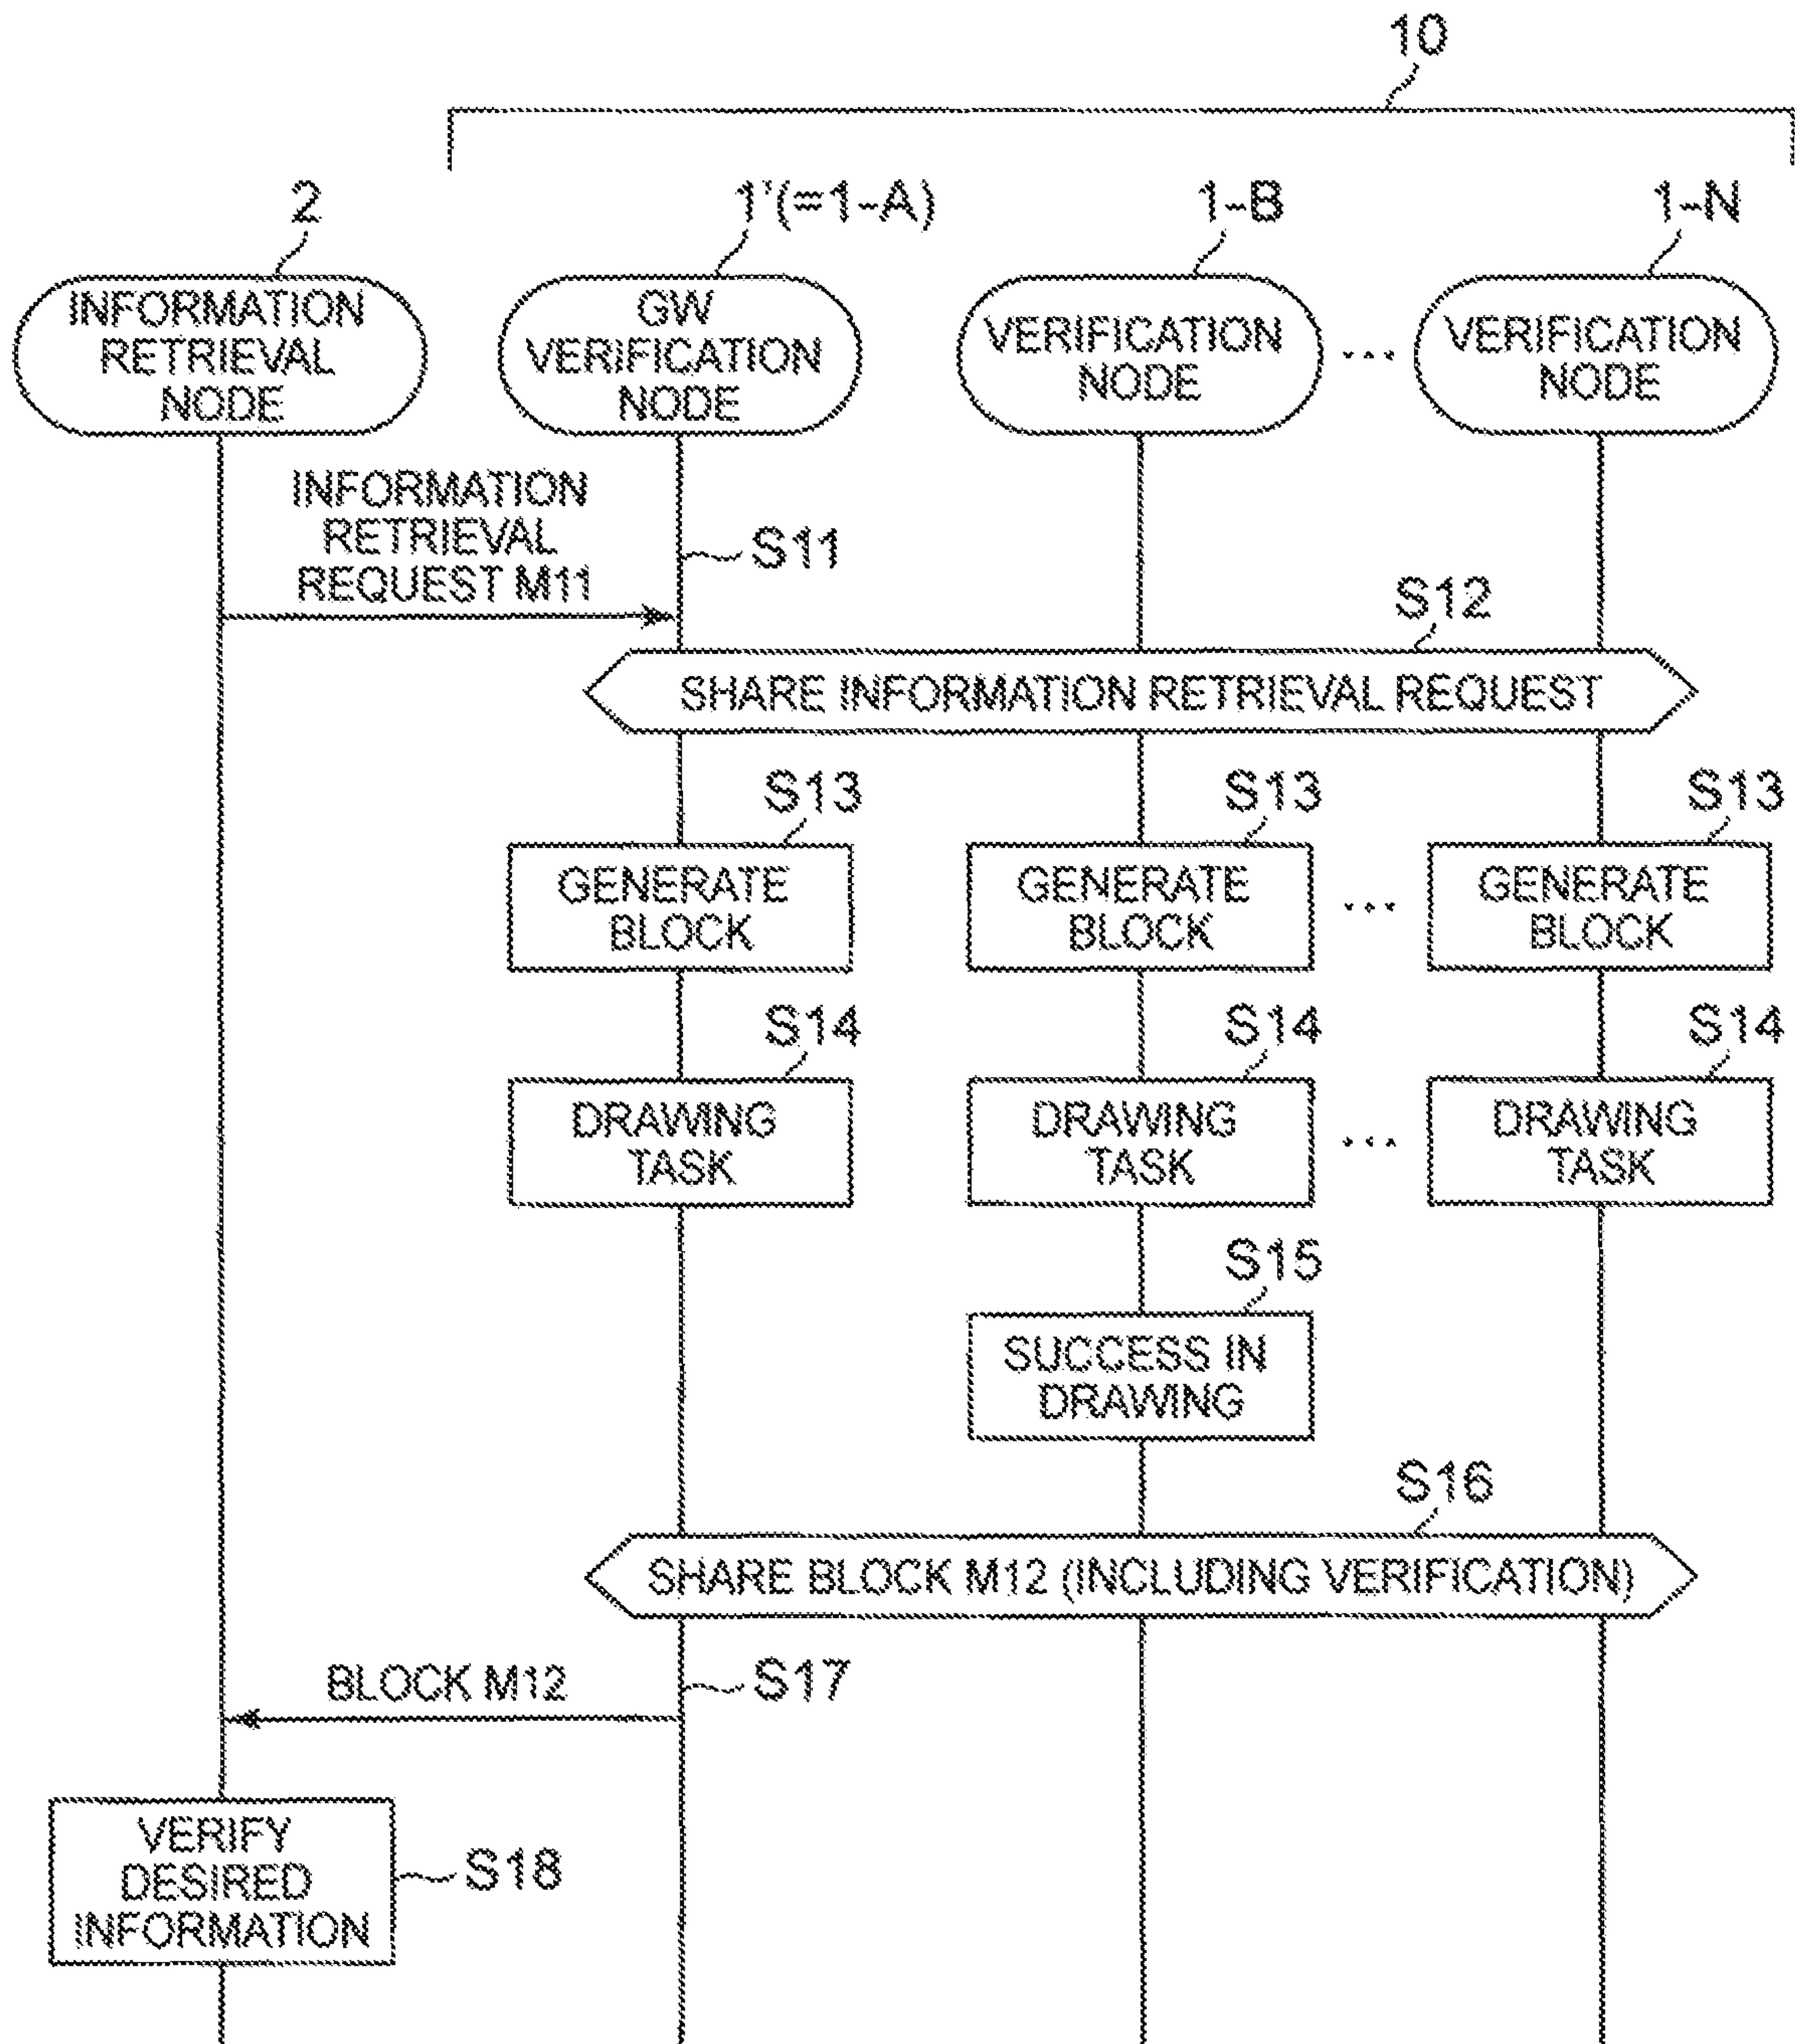 10
2
1'(=1-A)
1-B
1-N
INFORMATION
RETRIEVAL
NODE
GW
VERIFICATION
NODE
VERIFICATION
NODE
...
VERIFICATION
NODE
INFORMATION
RETRIEVAL
REQUEST M11
S11
S12
SHARE INFORMATION RETRIEVAL REQUEST
S13
S13
S13
GENERATE
BLOCK
GENERATE
BLOCK
...
GENERATE
BLOCK
S14
S14
S14
DRAWING
TASK
DRAWING
TASK
...
DRAWING
TASK
S15
SUCCESS IN
DRAWING
S16
SHARE BLOCK M12 (INCLUDING VERIFICATION)
BLOCK M12
S17
VERIFY
DESIRED
INFORMATION
S18